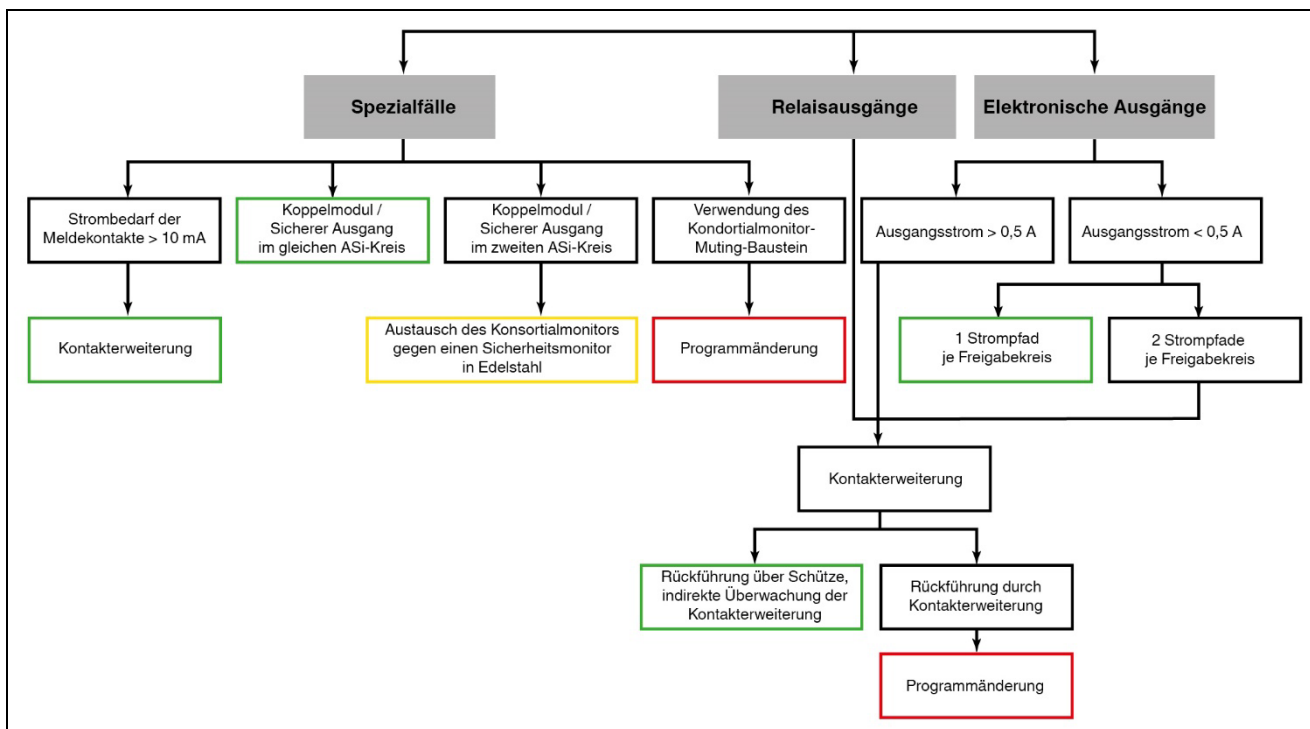 Spezialfälle
Relaisausgänge
Elektronische Ausgänge
Strombedarf der
Meldekontakte > 10 mA
Koppelmodul /
Sicherer Ausgang
im gleichen ASi-Kreis
Koppelmodul /
Sicherer Ausgang
im zweiten ASi-Kreis
Verwendung des
Kondortialmonitor-
Muting-Baustein
Ausgangsstrom > 0,5 A
Ausgangsstrom < 0,5 A
Kontakterweiterung
Austausch des Konsortialmonitors
gegen einen Sicherheitsmonitor
in Edelstahl
Programmänderung
1 Strompfad
je Freigabekreis
2 Strompfade
je Freigabekreis
Kontakterweiterung
Rückführung über Schütze,
indirekte Überwachung der
Kontakterweiterung
Rückführung durch
Kontakterweiterung
Programmänderung